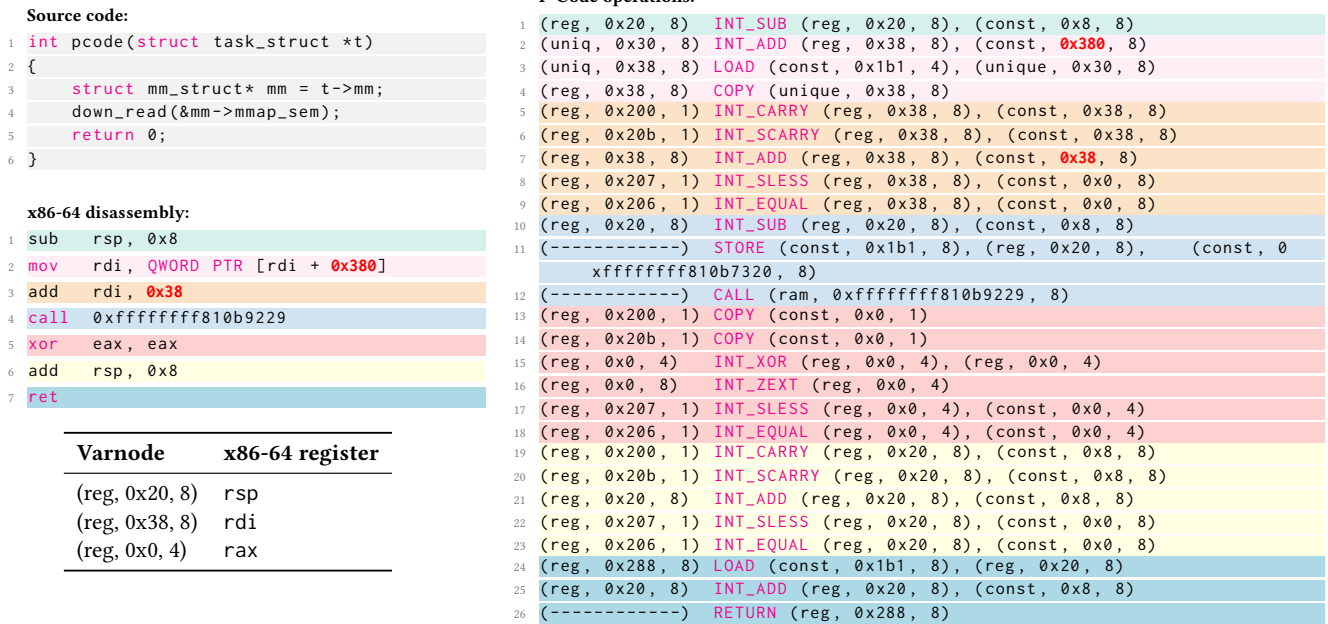 Source code:
1 int pcode(struct task_struct *t)
2 {
3 struct mm_struct* mm = t->mm;
4 down_read(&mm->mmap_sem);
5 return 0;
6 }
x86-64 disassembly:
1 sub rsp, 0x8
2 mov rdi, QWORD PTR [rdi + 0x380]
3 add rdi, 0x38
4 call 0xffffffff810b9229
5 xor eax, eax
6 add rsp, 0x8
7 ret
Varnode x86-64 register
(reg, 0x20, 8) rsp
(reg, 0x38, 8) rdi
(reg, 0x0, 4) rax
P-Code operations:
1 (reg, 0x20, 8) INT_SUB (reg, 0x20, 8), (const, 0x8, 8)
2 (uniq, 0x30, 8) INT_ADD (reg, 0x38, 8), (const, 0x380, 8)
3 (uniq, 0x38, 8) LOAD (const, 0x1b1, 4), (unique, 0x30, 8)
4 (reg, 0x38, 8) COPY (unique, 0x38, 8)
5 (reg, 0x200, 1) INT_CARRY (reg, 0x38, 8), (const, 0x38, 8)
6 (reg, 0x20b, 1) INT_SCARRY (reg, 0x38, 8), (const, 0x38, 8)
7 (reg, 0x38, 8) INT_ADD (reg, 0x38, 8), (const, 0x38, 8)
8 (reg, 0x207, 1) INT_SLESS (reg, 0x38, 8), (const, 0x0, 8)
9 (reg, 0x206, 1) INT_EQUAL (reg, 0x38, 8), (const, 0x0, 8)
10 (reg, 0x20, 8) INT_SUB (reg, 0x20, 8), (const, 0x8, 8)
11 (------------) STORE (const, 0x1b1, 8), (reg, 0x20, 8), (const, 0
xffffffff810b7320, 8)
12 (------------) CALL (ram, 0xffffffff810b9229, 8)
13 (reg, 0x200, 1) COPY (const, 0x0, 1)
14 (reg, 0x20b, 1) COPY (const, 0x0, 1)
15 (reg, 0x0, 4) INT_XOR (reg, 0x0, 4), (reg, 0x0, 4)
16 (reg, 0x0, 8) INT_ZEXT (reg, 0x0, 4)
17 (reg, 0x207, 1) INT_SLESS (reg, 0x0, 4), (const, 0x0, 4)
18 (reg, 0x206, 1) INT_EQUAL (reg, 0x0, 4), (const, 0x0, 4)
19 (reg, 0x200, 1) INT_CARRY (reg, 0x20, 8), (const, 0x8, 8)
20 (reg, 0x20b, 1) INT_SCARRY (reg, 0x20, 8), (const, 0x8, 8)
21 (reg, 0x20, 8) INT_ADD (reg, 0x20, 8), (const, 0x8, 8)
22 (reg, 0x207, 1) INT_SLESS (reg, 0x20, 8), (const, 0x0, 8)
23 (reg, 0x206, 1) INT_EQUAL (reg, 0x20, 8), (const, 0x0, 8)
24 (reg, 0x288, 8) LOAD (const, 0x1b1, 8), (reg, 0x20, 8)
25 (reg, 0x20, 8) INT_ADD (reg, 0x20, 8), (const, 0x8, 8)
26 (------------) RETURN (reg, 0x288, 8)